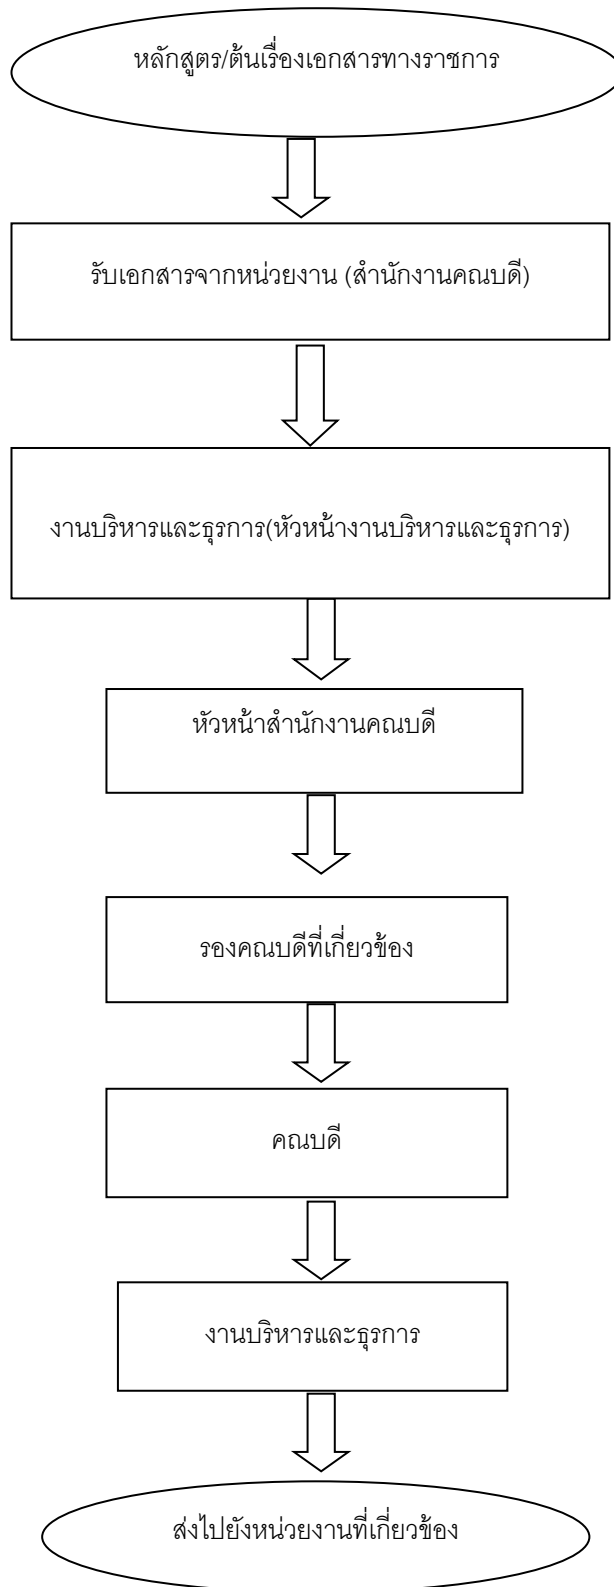 หลักสูตร/ต้นเรื่องเอกสารทางราชการ
รับเอกสารจากหน่วยงาน (สำนักงานคณบดี)
งานบริหารและธุรการ(หัวหน้างานบริหารและธุรการ)
หัวหน้าสำนักงานคณบดี
รองคณบดีที่เกี่ยวข้อง
คณบดี
งานบริหารและธุรการ
ส่งไปยังหน่วยงานที่เกี่ยวข้อง